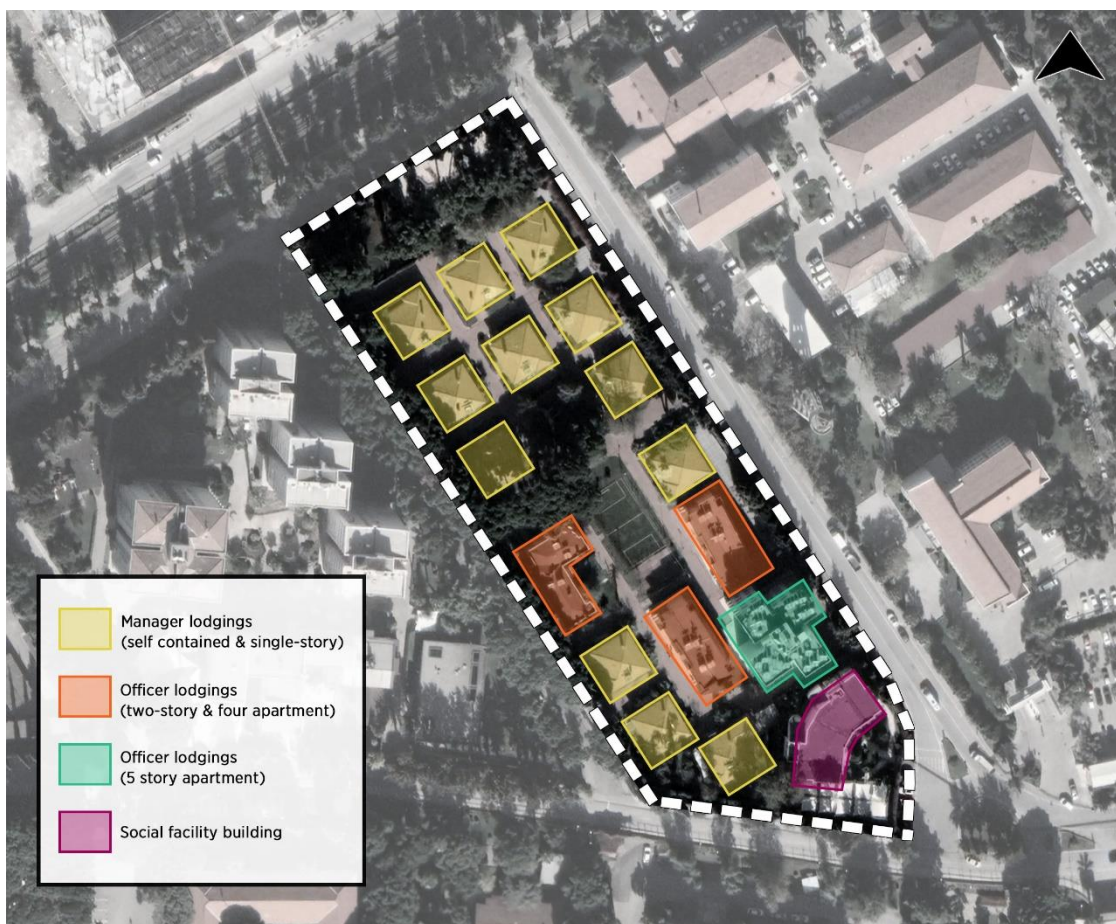 Manager lodgings
(self contained & single-story)
Officer lodgings
(two-story & four apartment)
Officer lodgings
(5 story apartment)
Social facility building